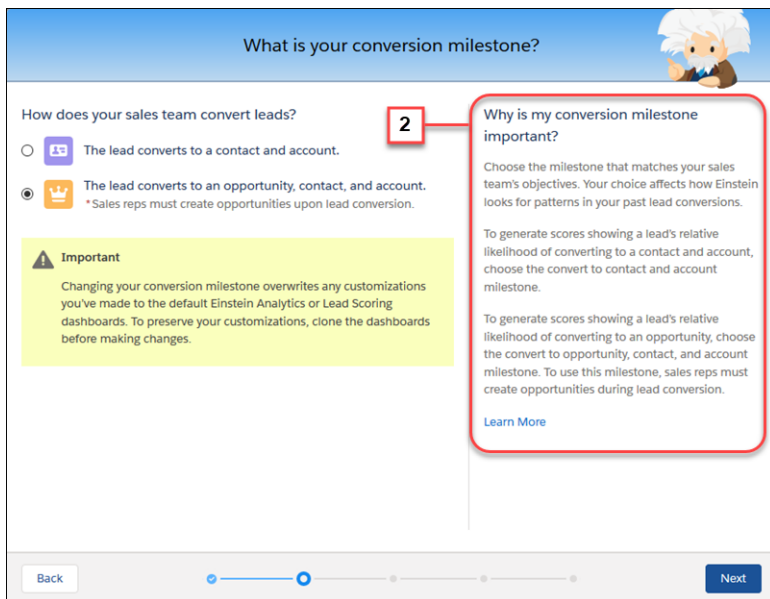 What is your conversion milestone?
How does your sales team convert leads?
The lead converts to a contact and account.
The lead converts to an opportunity, contact, and account.
*Sales reps must create opportunities upon lead conversion.
Important
Changing your conversion milestone overwrites any customizations
you've made to the default Einstein Analytics or Lead Scoring
dashboards. To preserve your customizations, clone the dashboards
before making changes.
2
Why is my conversion milestone
important?
Choose the milestone that matches your sales
team's objectives. Your choice affects how Einstein
looks for patterns in your past lead conversions.
To generate scores showing a lead's relative
likelihood of converting to a contact and account,
choose the convert to contact and account
milestone.
To generate scores showing a lead's relative
likelihood of converting to an opportunity, choose
the convert to opportunity, contact, and account
milestone. To use this milestone, sales reps must
create opportunities during lead conversion.
Learn More
Back
Next